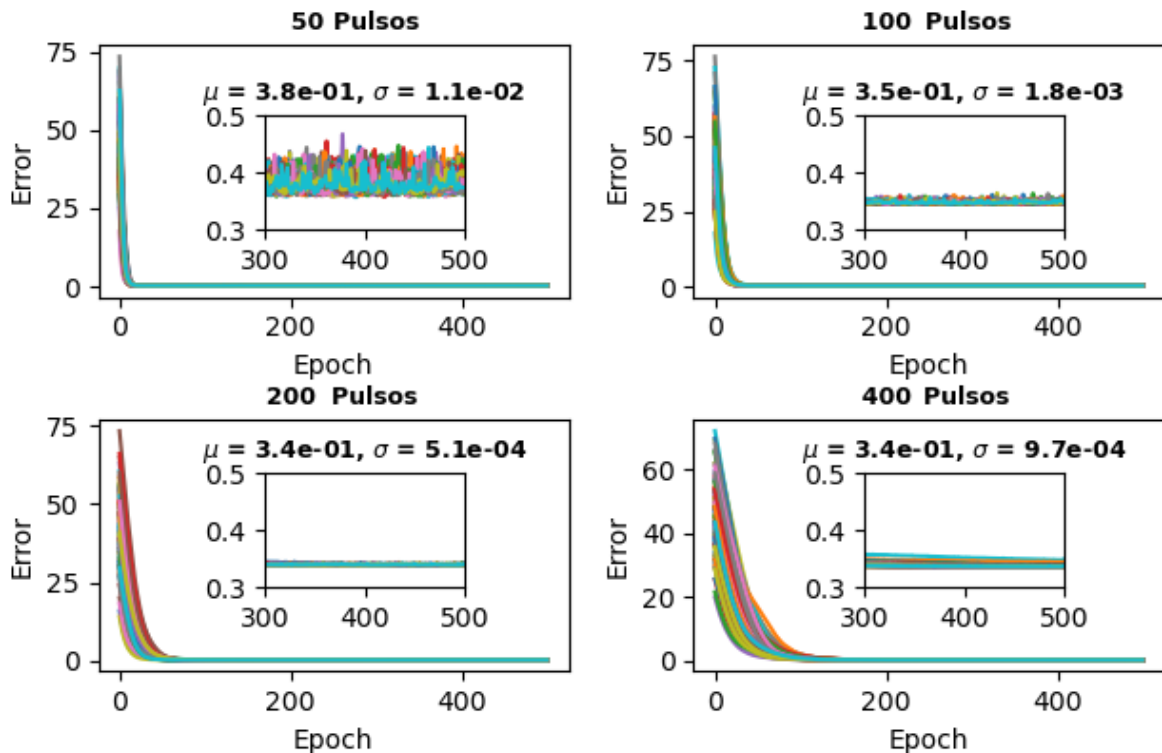 50 Pulsos
75
50
25
0
Error
μ = 3.8e-01, σ = 1.1e-02
0.5
0.4
0.3
300 400 500
0 200 400
Epoch
100 Pulsos
75
50
25
0
Error
μ = 3.5e-01, σ = 1.8e-03
0.5
0.4
0.3
300 400 500
0 200 400
Epoch
200 Pulsos
75
50
25
0
Error
μ = 3.4e-01, σ = 5.1e-04
0.5
0.4
0.3
300 400 500
0 200 400
Epoch
400 Pulsos
60
40
20
0
Error
μ = 3.4e-01, σ = 9.7e-04
0.5
0.4
0.3
300 400 500
0 200 400
Epoch